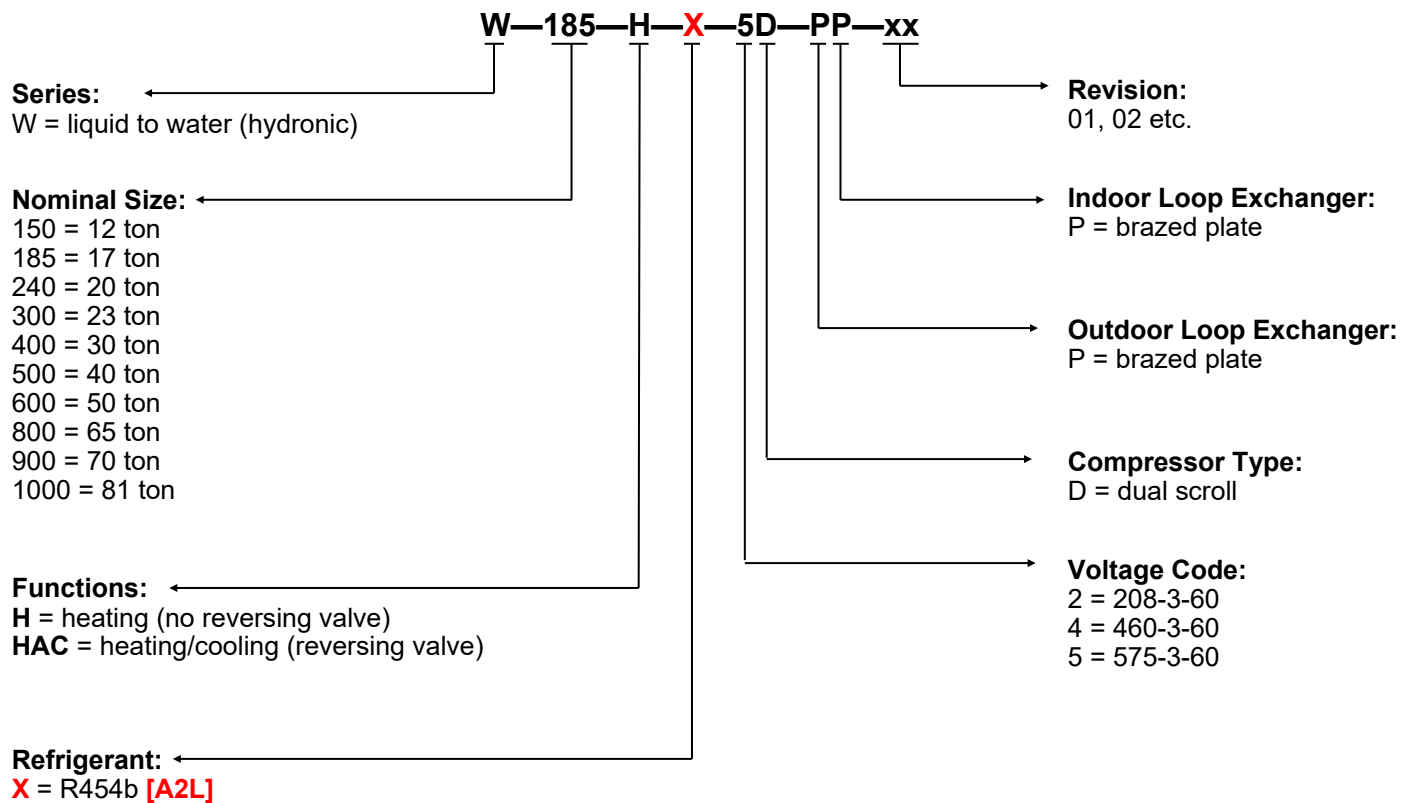 W—185—H—X—5D—PP—xx
Series:
W = liquid to water (hydronic)
Nominal Size:
150 = 12 ton
185 = 17 ton
240 = 20 ton
300 = 23 ton
400 = 30 ton
500 = 40 ton
600 = 50 ton
800 = 65 ton
900 = 70 ton
1000 = 81 ton
Functions:
H = heating (no reversing valve)
HAC = heating/cooling (reversing valve)
Refrigerant:
X = R454b [A2L]
Revision:
01, 02 etc.
Indoor Loop Exchanger:
P = brazed plate
Outdoor Loop Exchanger:
P = brazed plate
Compressor Type:
D = dual scroll
Voltage Code:
2 = 208-3-60
4 = 460-3-60
5 = 575-3-60